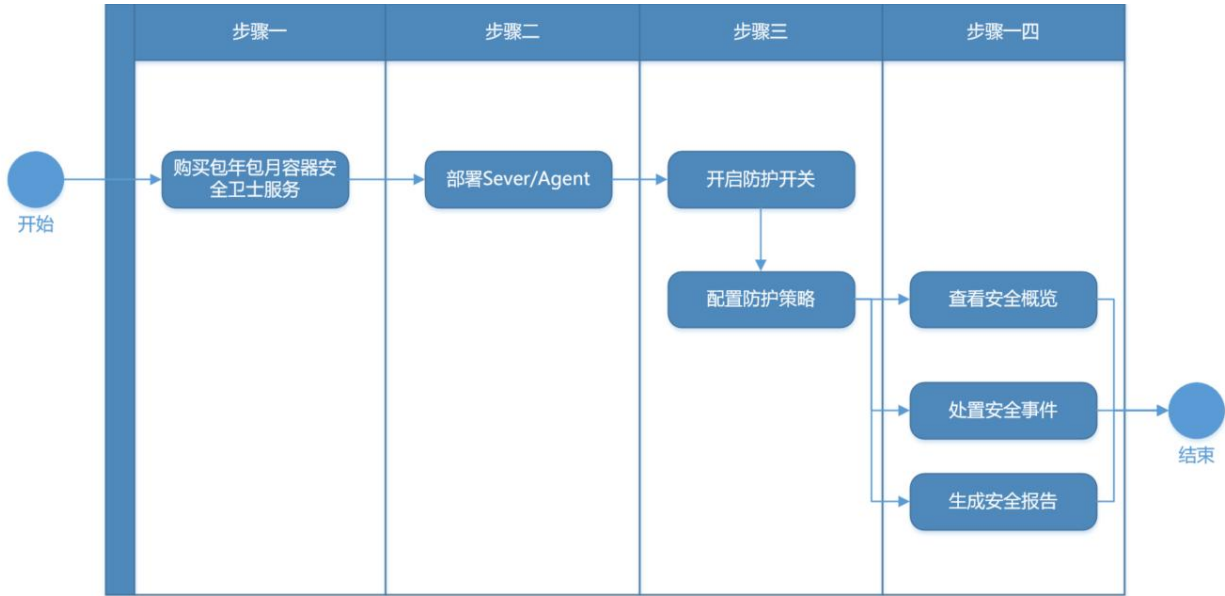 步骤一
步骤二
步骤三
步骤一四
开始
购买包年包月容器安
全卫士服务
部署Sever/Agent
开启防护开关
配置防护策略
查看安全概览
处置安全事件
生成安全报告
结束